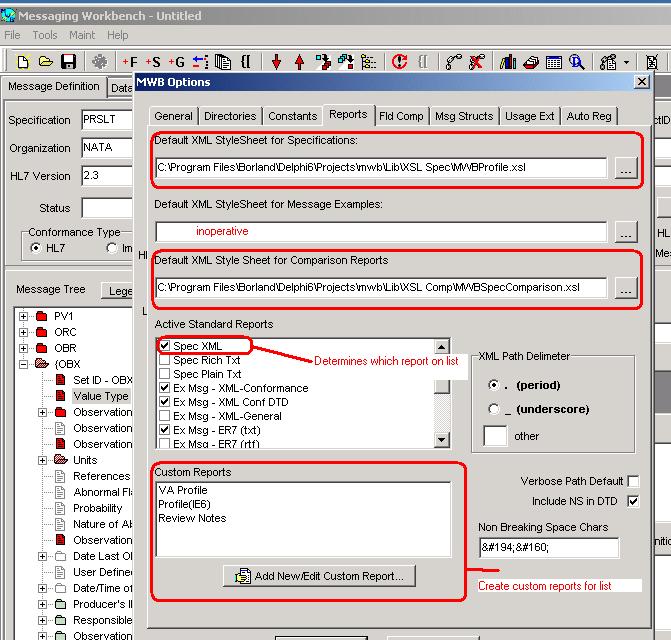 Messaging Workbench - Untitled
File Tools Maint Help
+F +S +G
Message Definition Data
MWB Options
Specification PRSLT
Organization NATA
HL7 Version 2.3
Status
Conformance Type
HL7 Im
Message Tree Lege
PV1
ORC
OBR
{OBX
Set ID - OBX
Value Type
Observation
Observation
Observation
Units
References
Abnormal Fla
Probability
Nature of Ab
Observation
Date Last Ob
User Defined
Date/Time of
Producer's I
Responsible
Observation
General Directories Constants Reports Fld Comp Msg Structs Usage Ext Auto Reg
Default XML StyleSheet for Specifications:
C:\Program Files\Borland\Delphi6\Projects\mwb\Lib\XSL Spec\MWBProfile.xsl ...
Default XML StyleSheet for Message Examples:
inoperative ...
Default XML Style Sheet for Comparison Reports
C:\Program Files\Borland\Delphi6\Projects\mwb\Lib\XSL Comp\MWBSpecComparison.xsl ...
Active Standard Reports
Spec XML
Spec Rich Txt
Spec Plain Txt
Ex Msg - XML-Conformance
Ex Msg - XML Conf DTD
Ex Msg - XML-General
Ex Msg - ER7 (txt)
Ex Msg - ER7 (rtf)
Determines which report on list
XML Path Delimeter
. (period)
_ (underscore)
other
Custom Reports
VA Profile
Profile(IE6)
Review Notes
Add New/Edit Custom Report...
Verbose Path Default
Include NS in DTD
Non Breaking Space Chars
&#194;&#160;
Create custom reports for list
ctID
HL
Mes
nitio